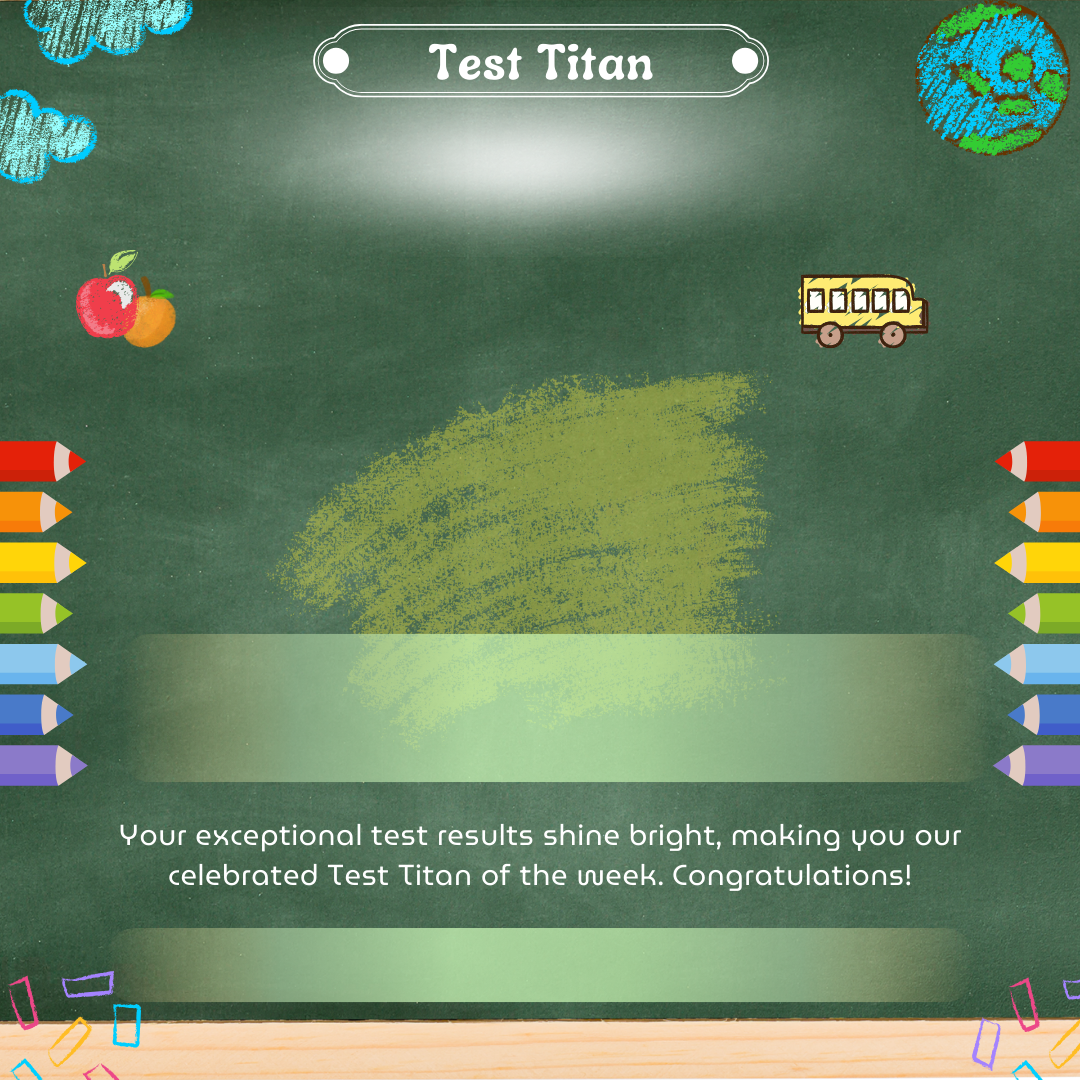 Test Titan
Your exceptional test results shine bright, making you our
celebrated Test Titan of the week. Congratulations!